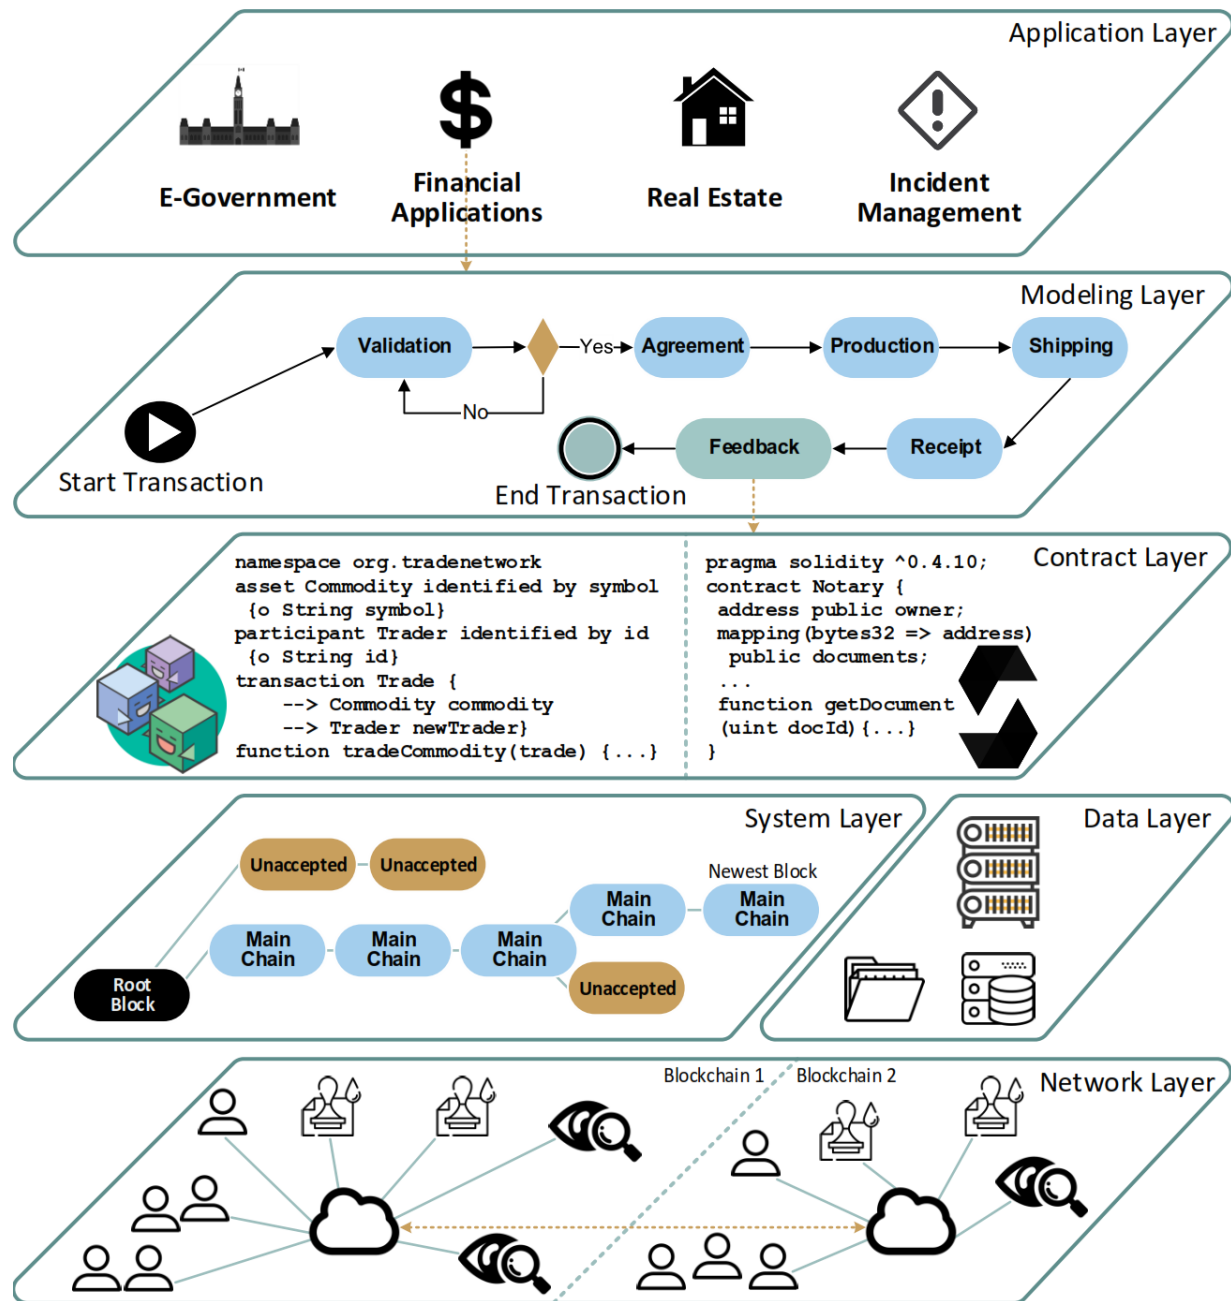 Application Layer
E-Government
Financial
Applications
Real Estate
Incident
Management
Modeling Layer
Validation
Yes
Agreement
Production
Shipping
No
Start Transaction
End Transaction
Feedback
Receipt
Contract Layer
namespace org.tradenetwork
asset Commodity identified by symbol
{o String symbol}
participant Trader identified by id
{o String id}
transaction Trade {
--> Commodity commodity
--> Trader newTrader}
function tradeCommodity(trade) {...}
pragma solidity ^0.4.10;
contract Notary {
address public owner;
mapping(bytes32 => address)
public documents;
...
function getDocument
(uint docId){...}
}
System Layer
Unaccepted
Unaccepted
Newest Block
Main
Chain
Main
Chain
Main
Chain
Main
Chain
Main
Chain
Unaccepted
Root
Block
Data Layer
Blockchain 1
Blockchain 2
Network Layer